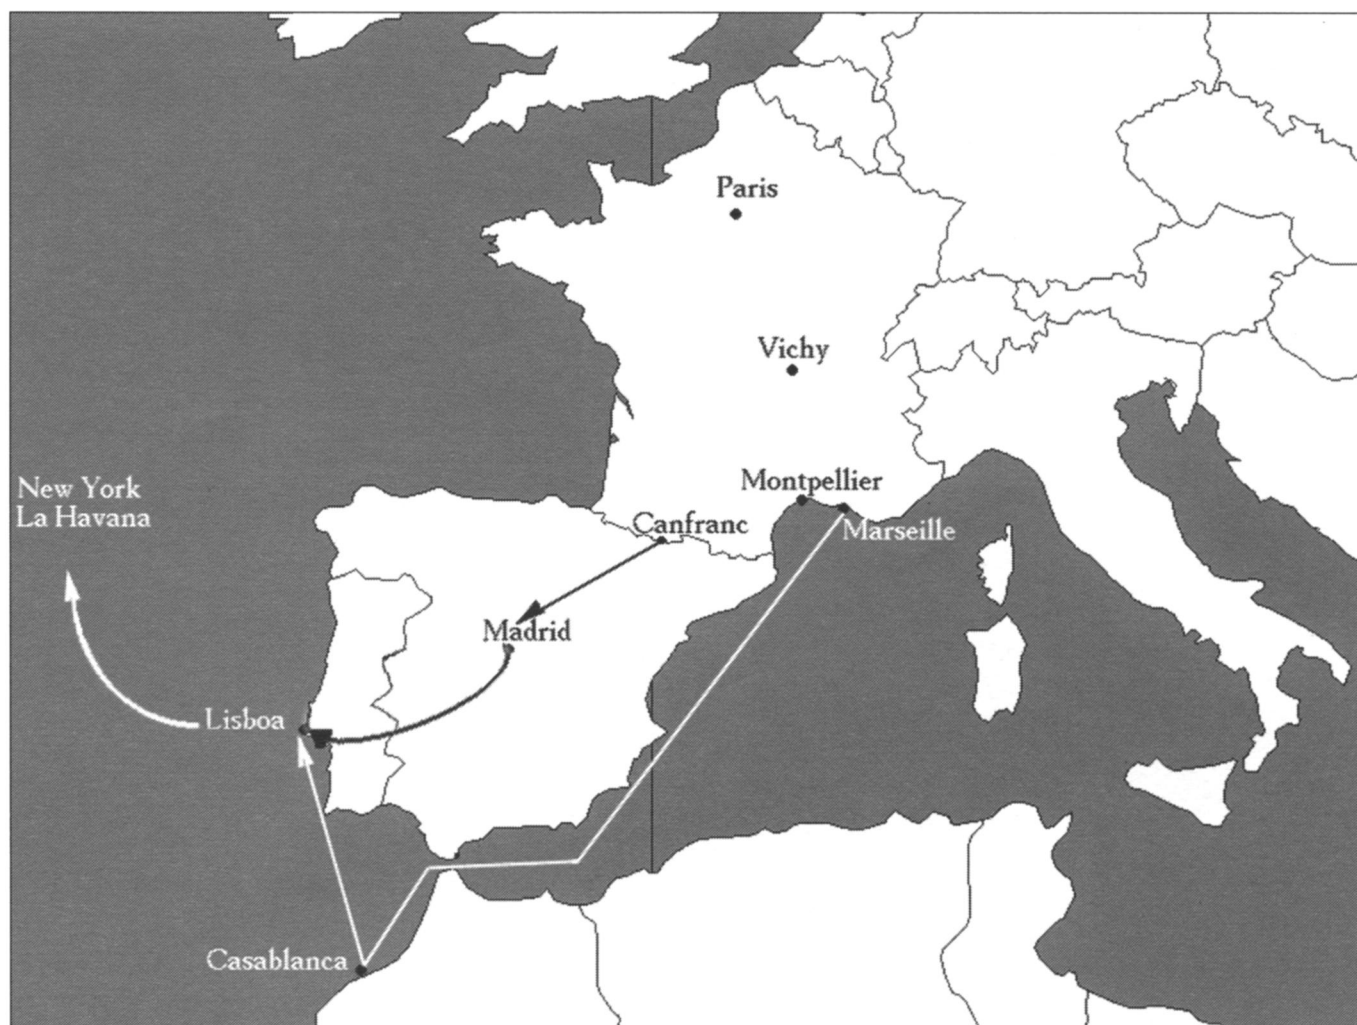 Paris
Vichy
New York
La Havana
Montpellier
Canfranc
Marseille
Madrid
Lisboa
Casablanca